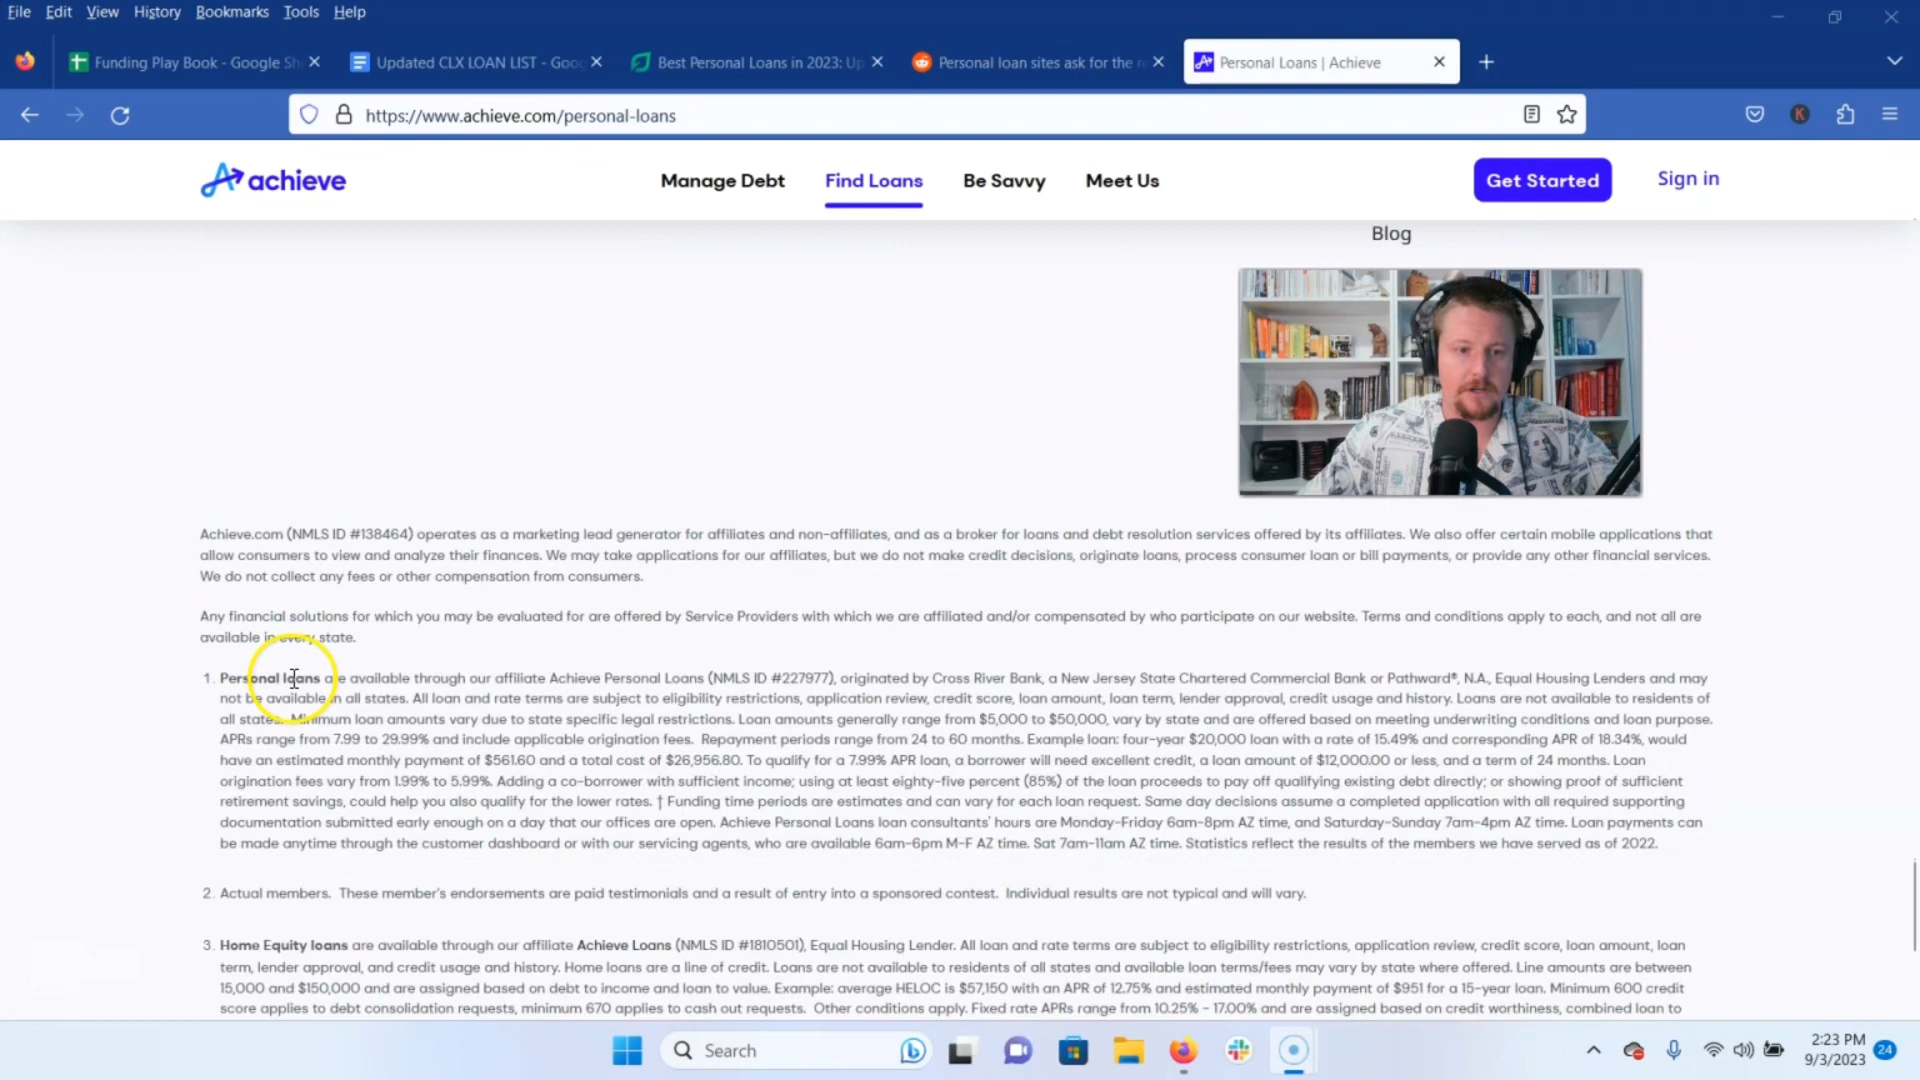 File Edit View History Bookmarks Tools Help
Funding Play Book - Google Sh
Updated CLX LOAN LIST - Goog
Best Personal Loans in 2023: Up
Personal loan sites ask for the r
Personal Loans | Achieve
https://www.achieve.com/personal-loans
K
achieve
Manage Debt
Find Loans
Be Savvy
Meet Us
Get Started
Sign in
Blog
Achieve.com (NMLS ID #138464) operates as a marketing lead generator for affiliates and non-affiliates, and as a broker for loans and debt resolution services offered by its affiliates. We also offer certain mobile applications that
allow consumers to view and analyze their finances. We may take applications for our affiliates, but we do not make credit decisions, originate loans, process consumer loan or bill payments, or provide any other financial services.
We do not collect any fees or other compensation from consumers.
Any financial solutions for which you may be evaluated for are offered by Service Providers with which we are affiliated and/or compensated by who participate on our website. Terms and conditions apply to each, and not all are
available in every state.
1. Personal loans are available through our affiliate Achieve Personal Loans (NMLS ID #227977), originated by Cross River Bank, a New Jersey State Chartered Commercial Bank or Pathward®, N.A., Equal Housing Lenders and may
not be available in all states. All loan and rate terms are subject to eligibility restrictions, application review, credit score, loan amount, loan term, lender approval, credit usage and history. Loans are not available to residents of
all states. Minimum loan amounts vary due to state specific legal restrictions. Loan amounts generally range from $5,000 to $50,000, vary by state and are offered based on meeting underwriting conditions and loan purpose.
APRs range from 7.99 to 29.99% and include applicable origination fees. Repayment periods range from 24 to 60 months. Example loan: four-year $20,000 loan with a rate of 15.49% and corresponding APR of 18.34%, would
have an estimated monthly payment of $561.60 and a total cost of $26,956.80. To qualify for a 7.99% APR loan, a borrower will need excellent credit, a loan amount of $12,000.00 or less, and a term of 24 months. Loan
origination fees vary from 1.99% to 5.99%. Adding a co-borrower with sufficient income; using at least eighty-five percent (85%) of the loan proceeds to pay off qualifying existing debt directly; or showing proof of sufficient
retirement savings, could help you also qualify for the lower rates. † Funding time periods are estimates and can vary for each loan request. Same day decisions assume a completed application with all required supporting
documentation submitted early enough on a day that our offices are open. Achieve Personal Loans loan consultants' hours are Monday-Friday 6am-8pm AZ time, and Saturday-Sunday 7am-4pm AZ time. Loan payments can
be made anytime through the customer dashboard or with our servicing agents, who are available 6am-6pm M-F AZ time. Sat 7am-11am AZ time. Statistics reflect the results of the members we have served as of 2022.
2. Actual members. These member's endorsements are paid testimonials and a result of entry into a sponsored contest. Individual results are not typical and will vary.
3. Home Equity loans are available through our affiliate Achieve Loans (NMLS ID #1810501), Equal Housing Lender. All loan and rate terms are subject to eligibility restrictions, application review, credit score, loan amount, loan
term, lender approval, and credit usage and history. Home loans are a line of credit. Loans are not available to residents of all states and available loan terms/fees may vary by state where offered. Line amounts are between
15,000 and $150,000 and are assigned based on debt to income and loan to value. Example: average HELOC is $57,150 with an APR of 12.75% and estimated monthly payment of $951 for a 15-year loan. Minimum 600 credit
score applies to debt consolidation requests, minimum 670 applies to cash out requests. Other conditions apply. Fixed rate APRs range from 10.25% - 17.00% and are assigned based on credit worthiness, combined loan to
Search
2:23 PM
9/3/2023
24